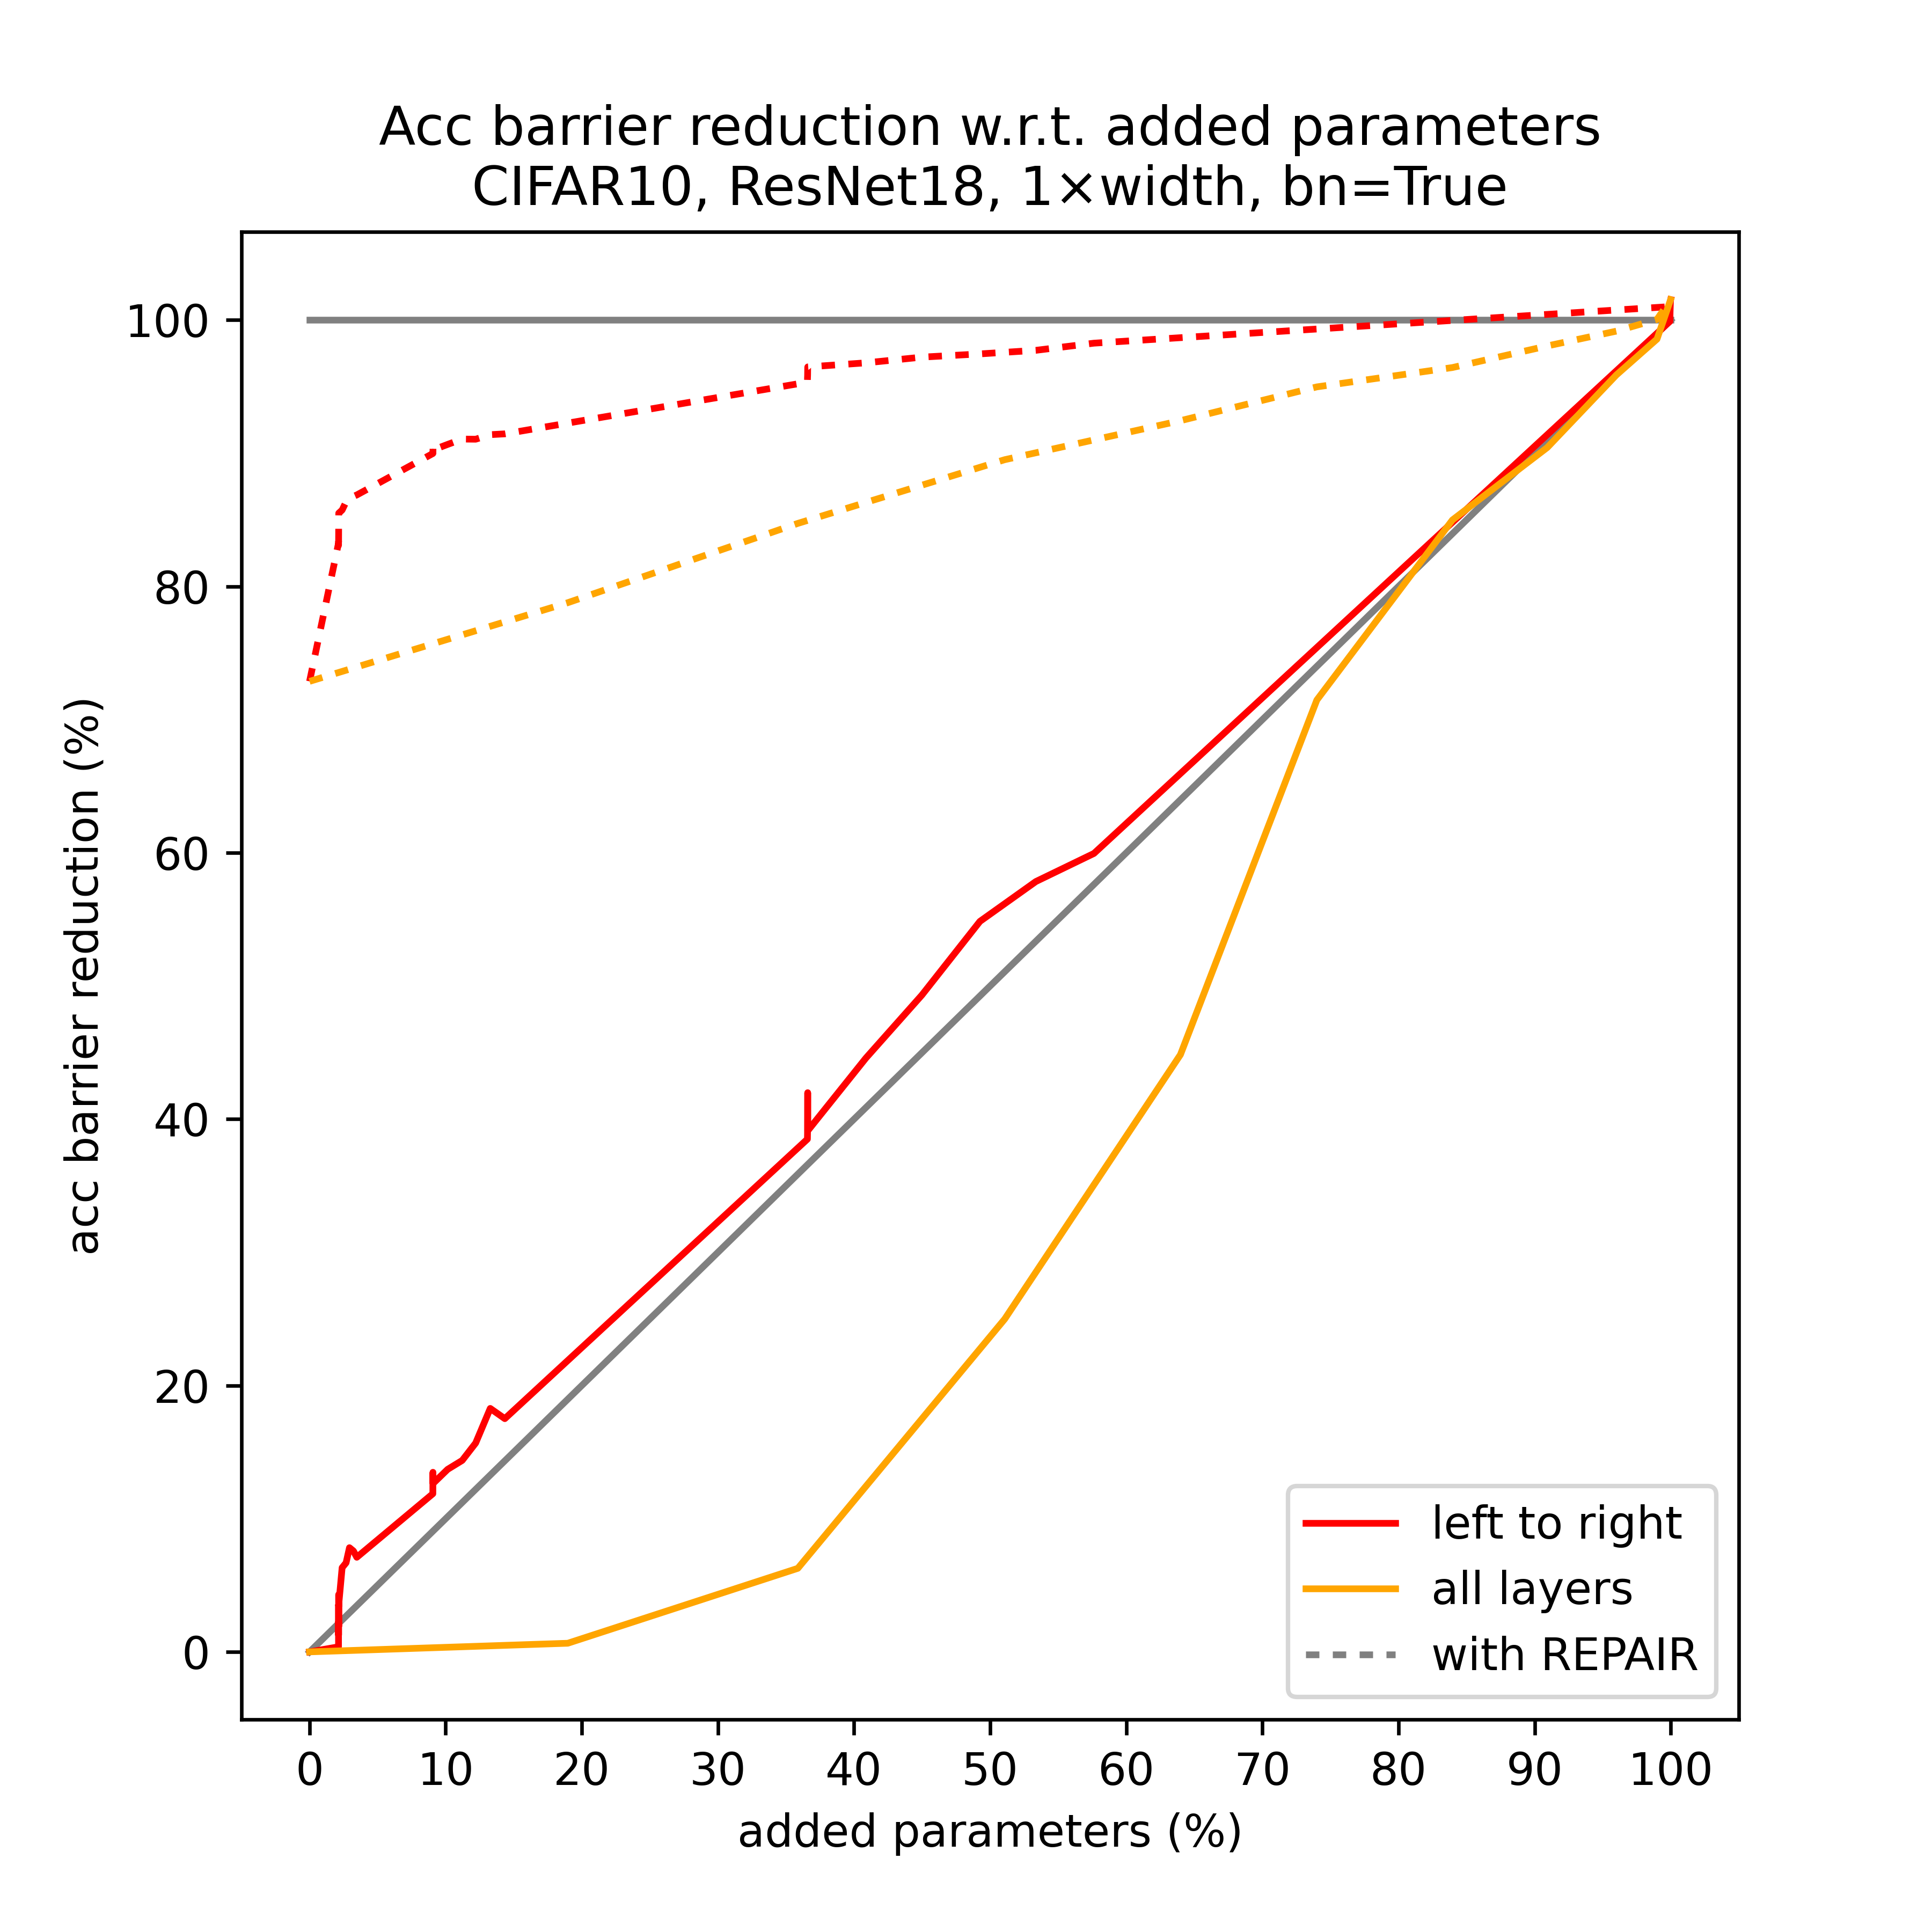 Acc barrier reduction w.r.t. added parameters
CIFAR10, ResNet18, 1×width, bn=True
acc barrier reduction (%)
100
80
60
40
20
0
0 10 20 30 40 50 60 70 80 90 100
added parameters (%)
left to right
all layers
with REPAIR